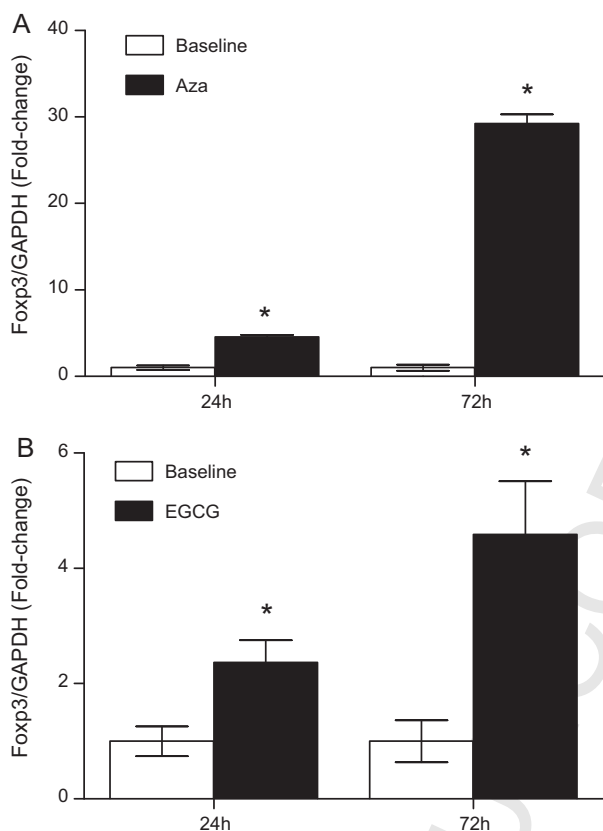 A
Baseline
Aza
Foxp3/GAPDH (Fold-change)
40
30
20
10
0
*
*
24h
72h
B
Baseline
EGCG
Foxp3/GAPDH (Fold-change)
6
4
2
0
*
*
24h
72h